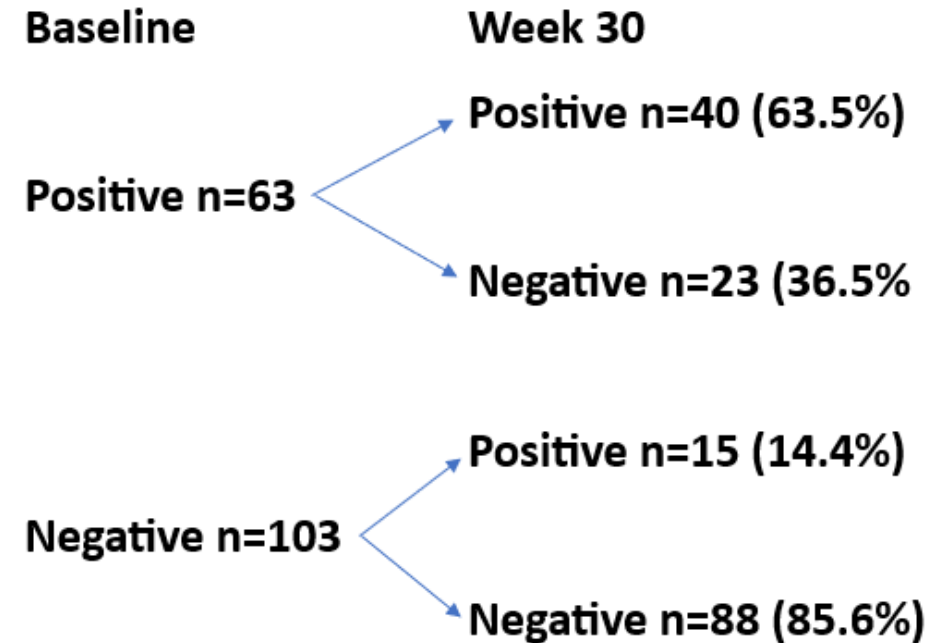 Baseline
Week 30
Positive n=40 (63.5%)
Positive n=63
Negative n=23 (36.5%
Positive n=15 (14.4%)
Negative n=103
Negative n=88 (85.6%)